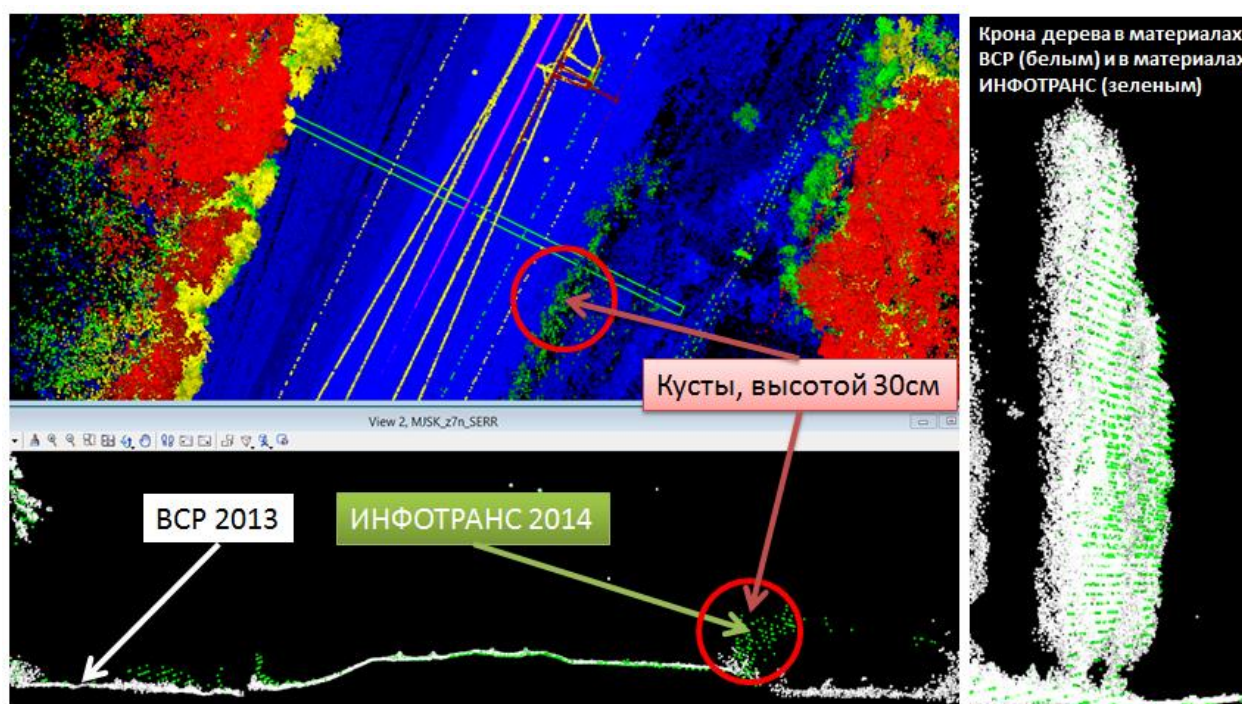 Крона дерева в материалах
ВСР (белым) и в материалах
ИНФОТРАНС (зеленым)
Кусты, высотой 30см
View 2, MJSK_z7n_SERR
ВСР 2013
ИНФОТРАНС 2014